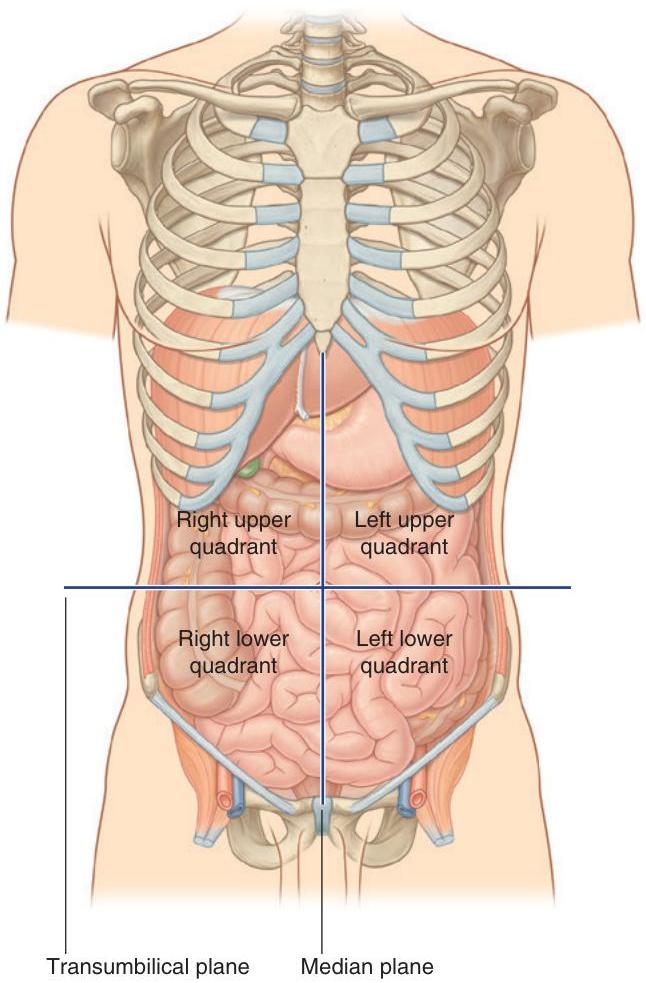 Right upper
quadrant
Left upper
quadrant
Right lower
quadrant
Left lower
quadrant
Transumbilical plane
Median plane